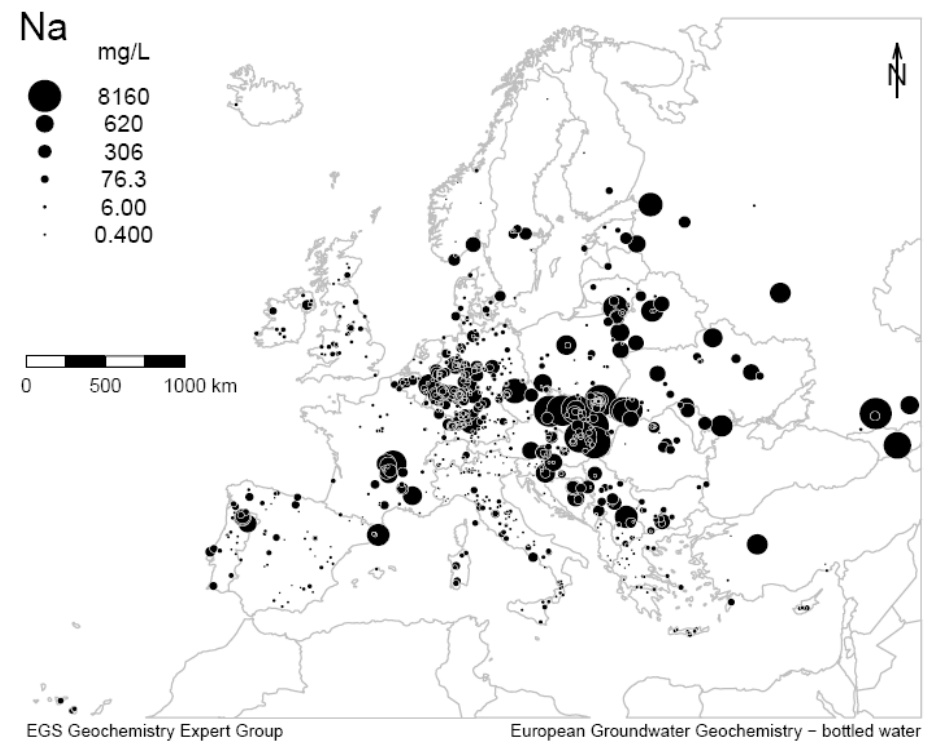 Na
mg/L
8160
620
306
76.3
6.00
0.400
N
0 500 1000 km
EGS Geochemistry Expert Group
European Groundwater Geochemistry − bottled water